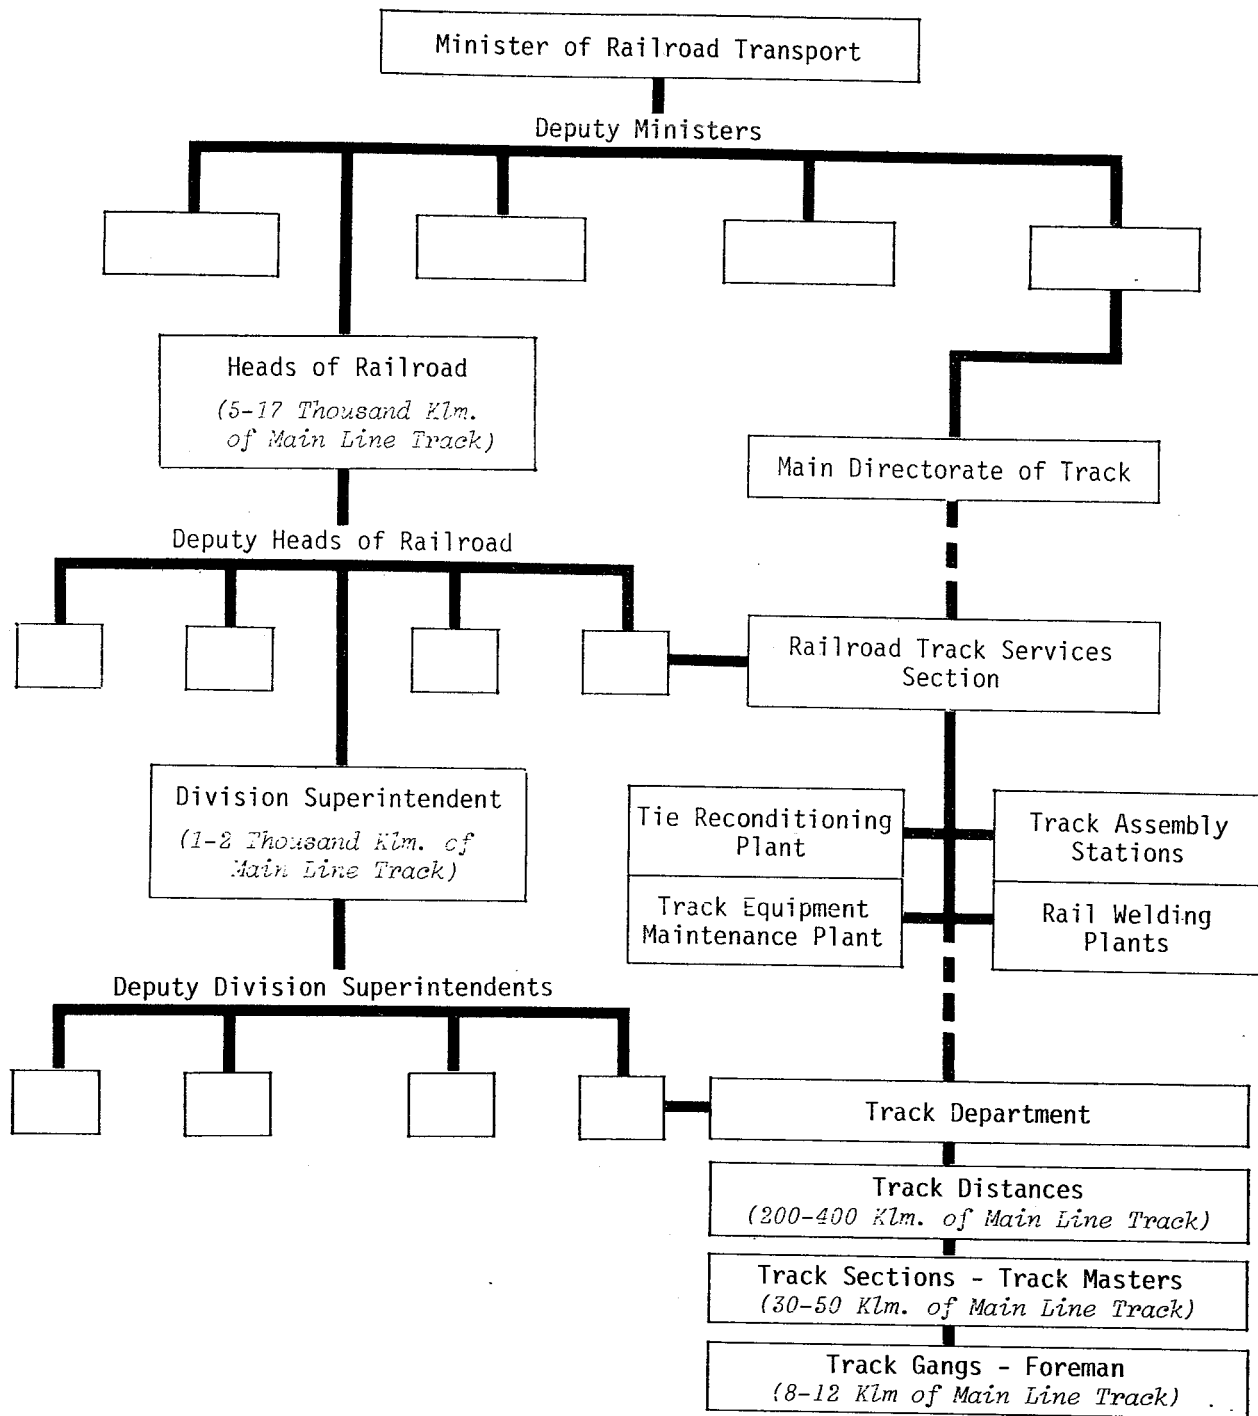 Minister of Railroad Transport
Deputy Ministers
Heads of Railroad
(5-17 Thousand Klm.
of Main Line Track)
Main Directorate of Track
Deputy Heads of Railroad
Railroad Track Services
Section
Division Superintendent
(1-2 Thousand Klm. of
Main Line Track)
Tie Reconditioning
Plant
Track Assembly
Stations
Track Equipment
Maintenance Plant
Rail Welding
Plants
Deputy Division Superintendents
Track Department
Track Distances
(200-400 Klm. of Main Line Track)
Track Sections - Track Masters
(30-50 Klm. of Main Line Track)
Track Gangs - Foreman
(8-12 Klm of Main Line Track)